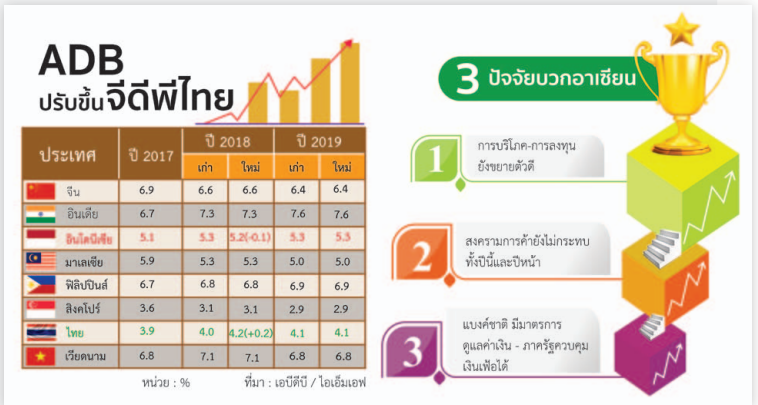 ADB
ปรับขึ้นจีดีพีไทย
ประเทศ ปี 2017 ปี 2018 ปี 2019
เก่า ใหม่ เก่า ใหม่
จีน 6.9 6.6 6.6 6.4 6.4
อินเดีย 6.7 7.3 7.3 7.6 7.6
อินโดนีเซีย 5.1 5.3 5.2(-0.1) 5.3 5.3
มาเลเซีย 5.9 5.3 5.3 5.0 5.0
ฟิลิปปินส์ 6.7 6.8 6.8 6.9 6.9
สิงคโปร์ 3.6 3.1 3.1 2.9 2.9
ไทย 3.9 4.0 4.2(+0.2) 4.1 4.1
เวียดนาม 6.8 7.1 7.1 6.8 6.8
หน่วย : % ที่มา : เอบีดีบี / ไอเอ็มเอฟ
3 ปัจจัยบวกอาเซียน
1
การบริโภค-การลงทุน
ยังขยายตัวดี
2
สงครามการค้ายังไม่กระทบ
ทั้งปีนี้และปีหน้า
3
แบงค์ชาติ มีมาตรการ
ดูแลค่าเงิน - ภาครัฐควบคุม
เงินเฟ้อได้